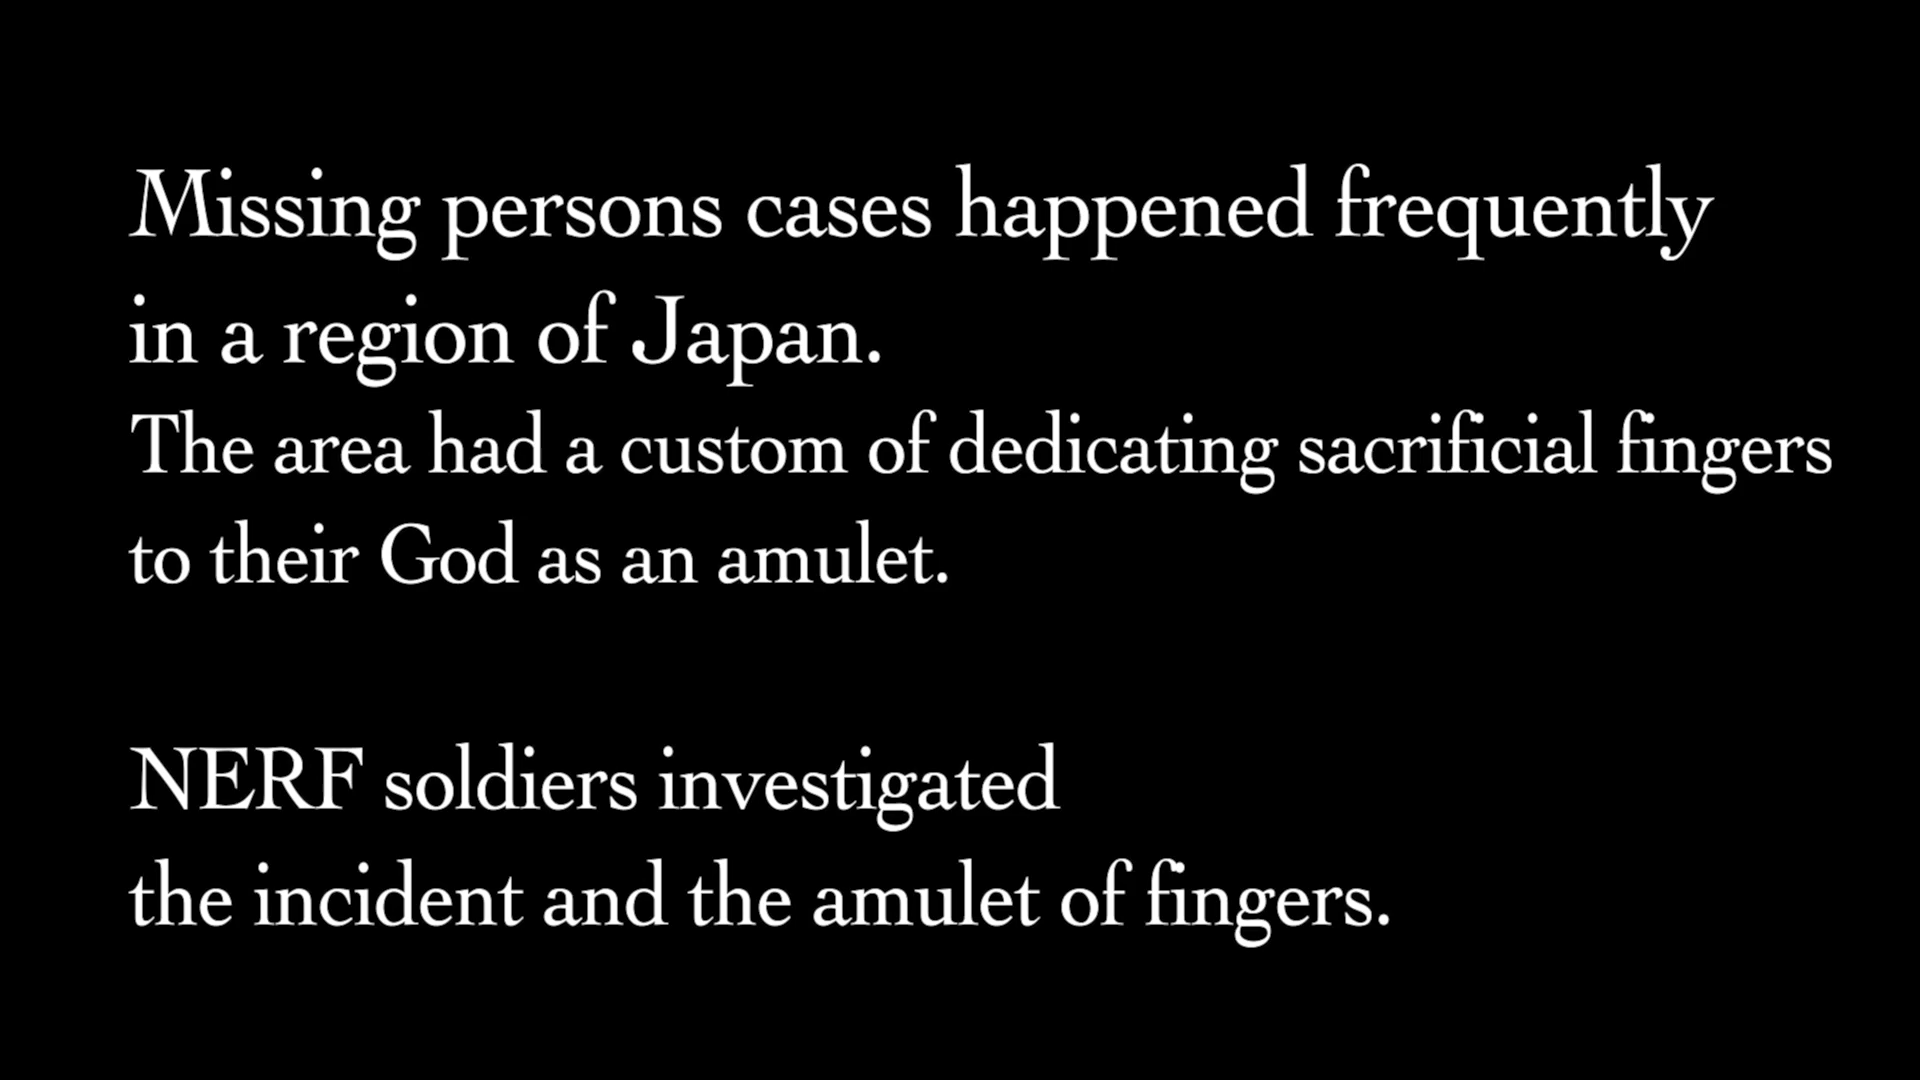 Missing persons cases happened frequently
in a region of Japan.
The area had a custom of dedicating sacrificial fingers
to their God as an amulet.
NERF soldiers investigated
the incident and the amulet of fingers.